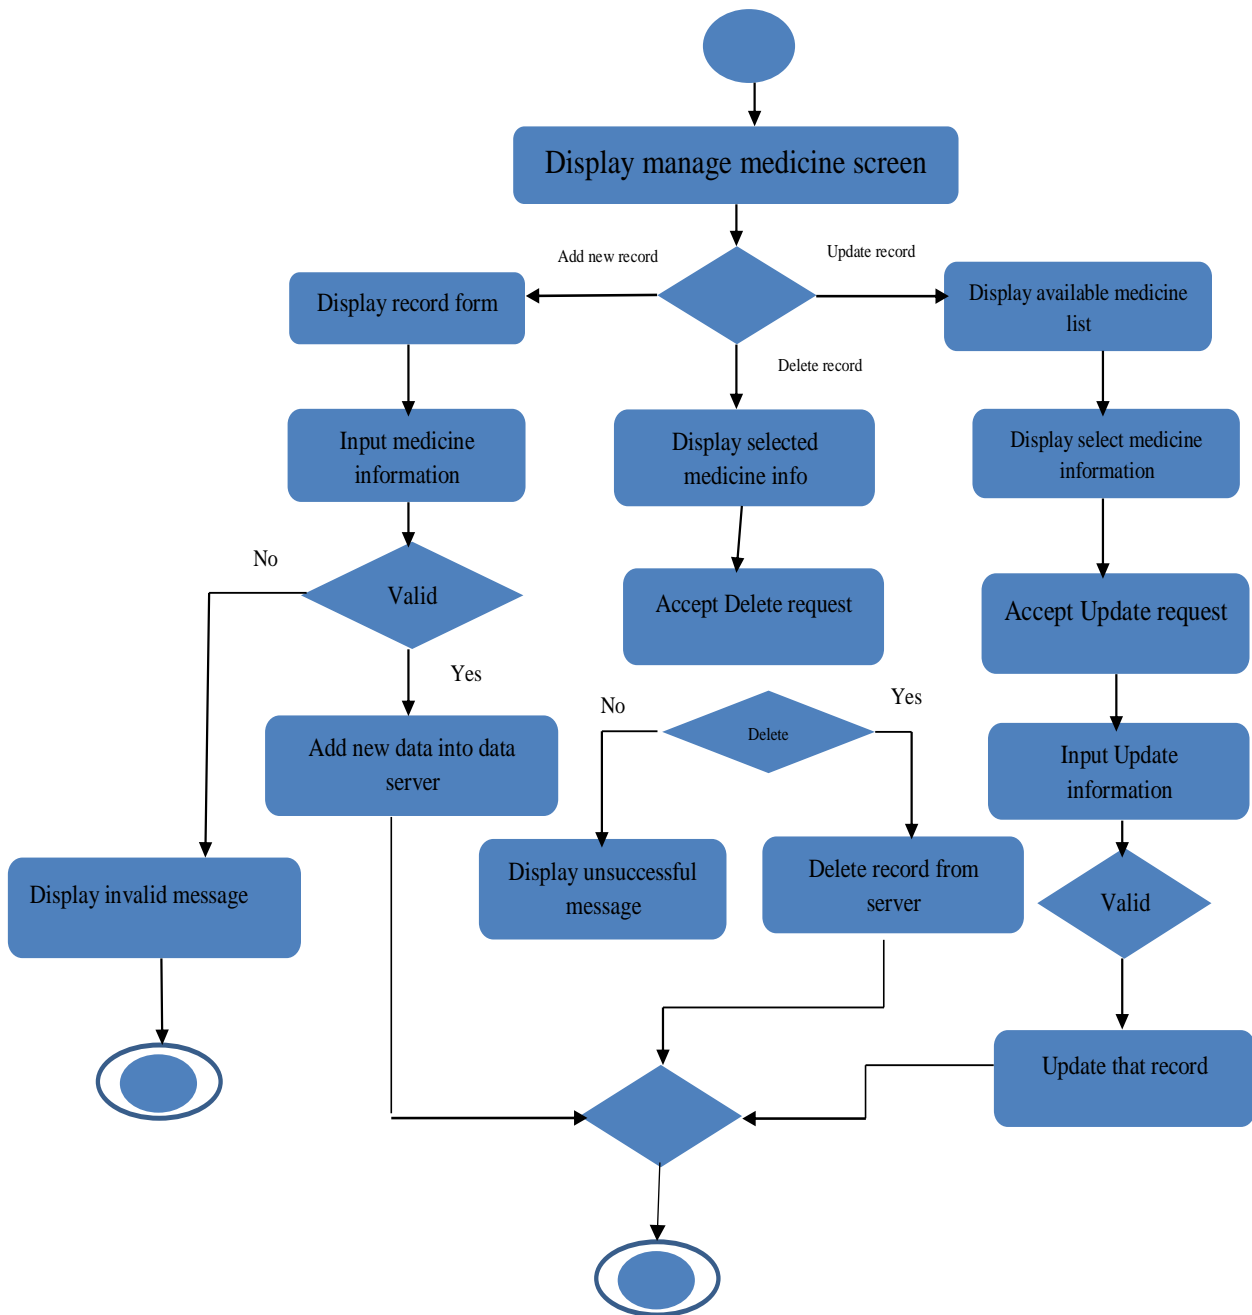 Display manage medicine screen
Add new record
Update record
Display record form
Display available medicine
list
Delete record
Input medicine
information
Display selected
medicine info
Display select medicine
information
No
Valid
Accept Delete request
Accept Update request
Yes
No
Yes
Delete
Add new data into data
server
Input Update
information
Display invalid message
Display unsuccessful
message
Delete record from
server
Valid
Update that record